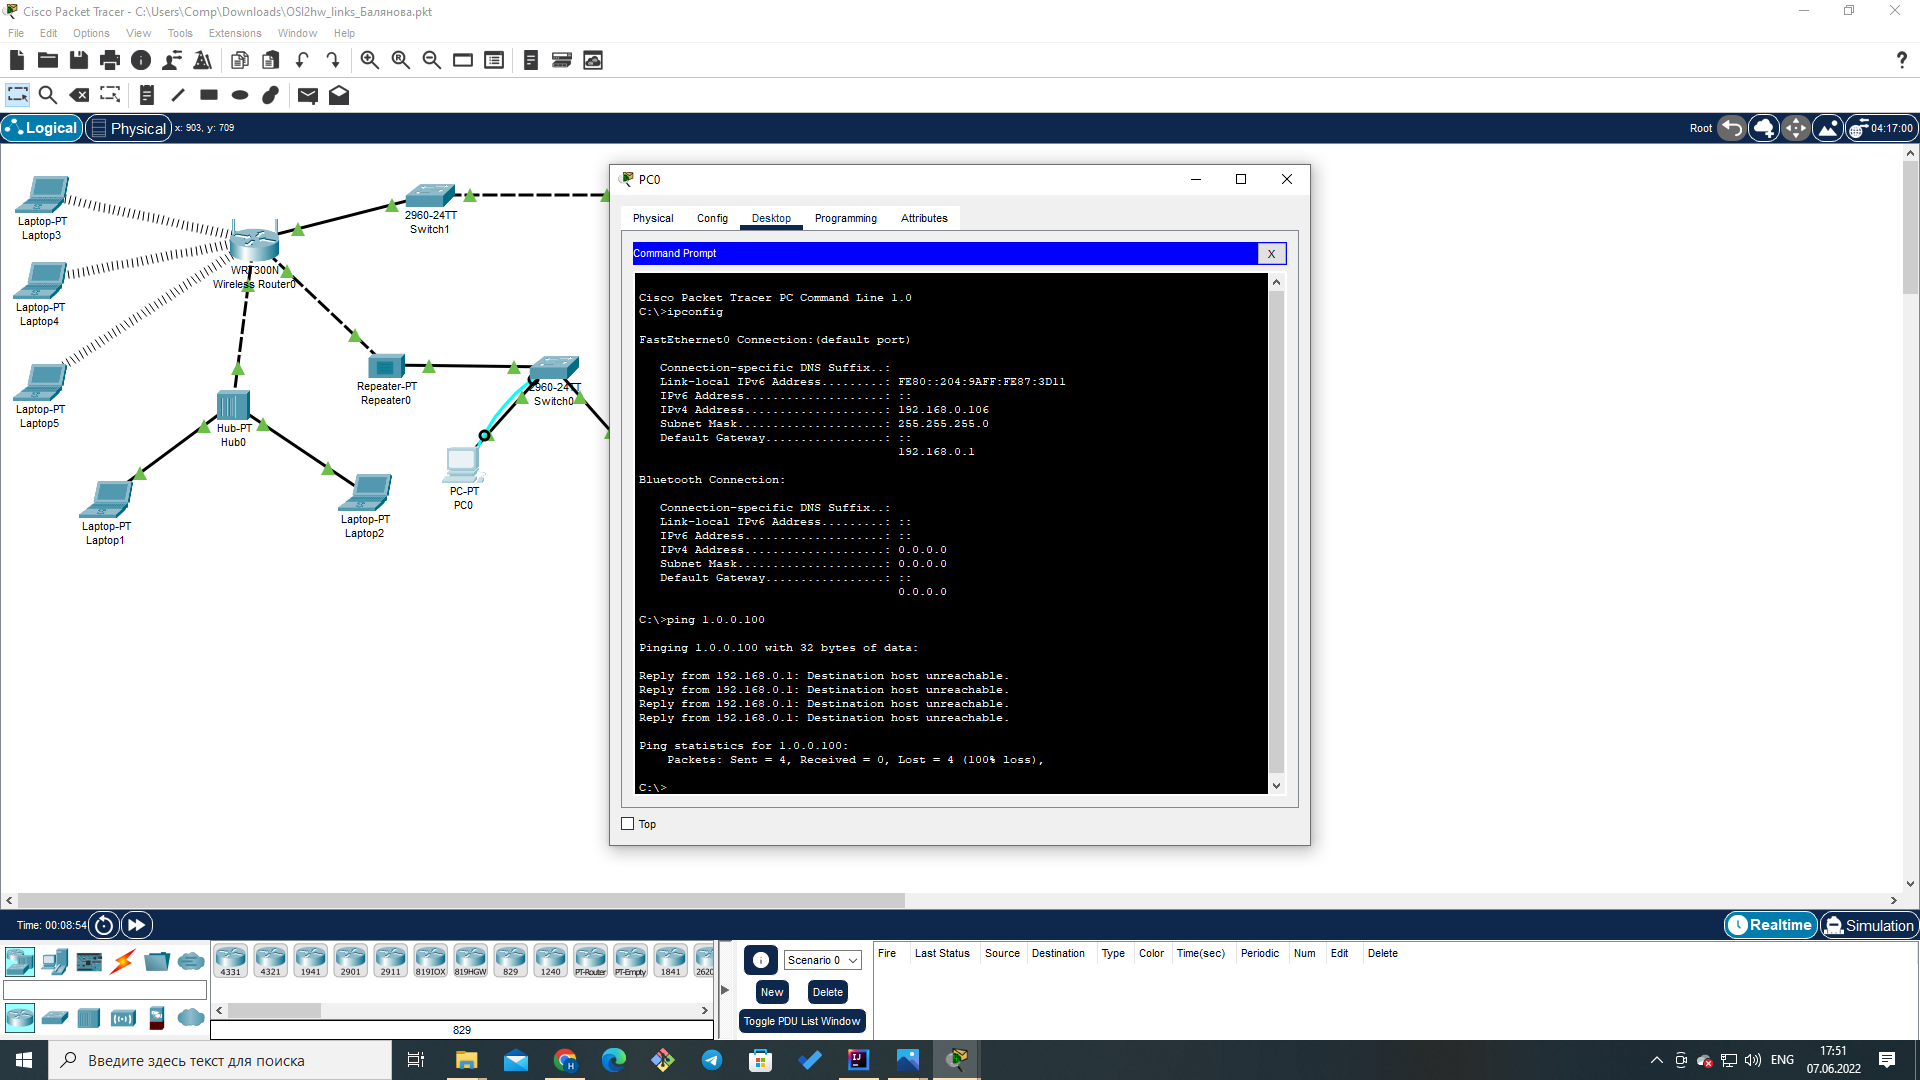 Cisco Packet Tracer - C:\Users\Comp\Downloads\OSI2hw_links_Балянова.pkt
File Edit Options View Tools Extensions Window Help
Logical Physical x: 903, y: 709 Root 04:17:00
Laptop-PT
Laptop3
Laptop-PT
Laptop4
Laptop-PT
Laptop5
WRT300N
Wireless Router0
2960-24TT
Switch1
Repeater-PT
Repeater0
2960-24TT
Switch0
Hub-PT
Hub0
PC-PT
PC0
Laptop-PT
Laptop1
Laptop-PT
Laptop2
PC0
Physical Config Desktop Programming Attributes
Command Prompt X
Cisco Packet Tracer PC Command Line 1.0
C:\>ipconfig
FastEthernet0 Connection:(default port)
Connection-specific DNS Suffix..:
Link-local IPv6 Address.........: FE80::204:9AFF:FE87:3D11
IPv6 Address....................: ::
IPv4 Address....................: 192.168.0.106
Subnet Mask.....................: 255.255.255.0
Default Gateway.................: ::
192.168.0.1
Bluetooth Connection:
Connection-specific DNS Suffix..:
Link-local IPv6 Address.........: ::
IPv6 Address....................: ::
IPv4 Address....................: 0.0.0.0
Subnet Mask.....................: 0.0.0.0
Default Gateway.................: ::
0.0.0.0
C:\>ping 1.0.0.100
Pinging 1.0.0.100 with 32 bytes of data:
Reply from 192.168.0.1: Destination host unreachable.
Reply from 192.168.0.1: Destination host unreachable.
Reply from 192.168.0.1: Destination host unreachable.
Reply from 192.168.0.1: Destination host unreachable.
Ping statistics for 1.0.0.100:
Packets: Sent = 4, Received = 0, Lost = 4 (100% loss),
C:\>
Top
Time: 00:08:54 Realtime Simulation
4331 4321 1941 2901 2911 819IOX 819HGW 829 1240 PT-Router PT-Empty 1841 2620
829
Scenario 0
New Delete
Toggle PDU List Window
Fire Last Status Source Destination Type Color Time(sec) Periodic Num Edit Delete
Введите здесь текст для поиска
ENG
17:51
07.06.2022